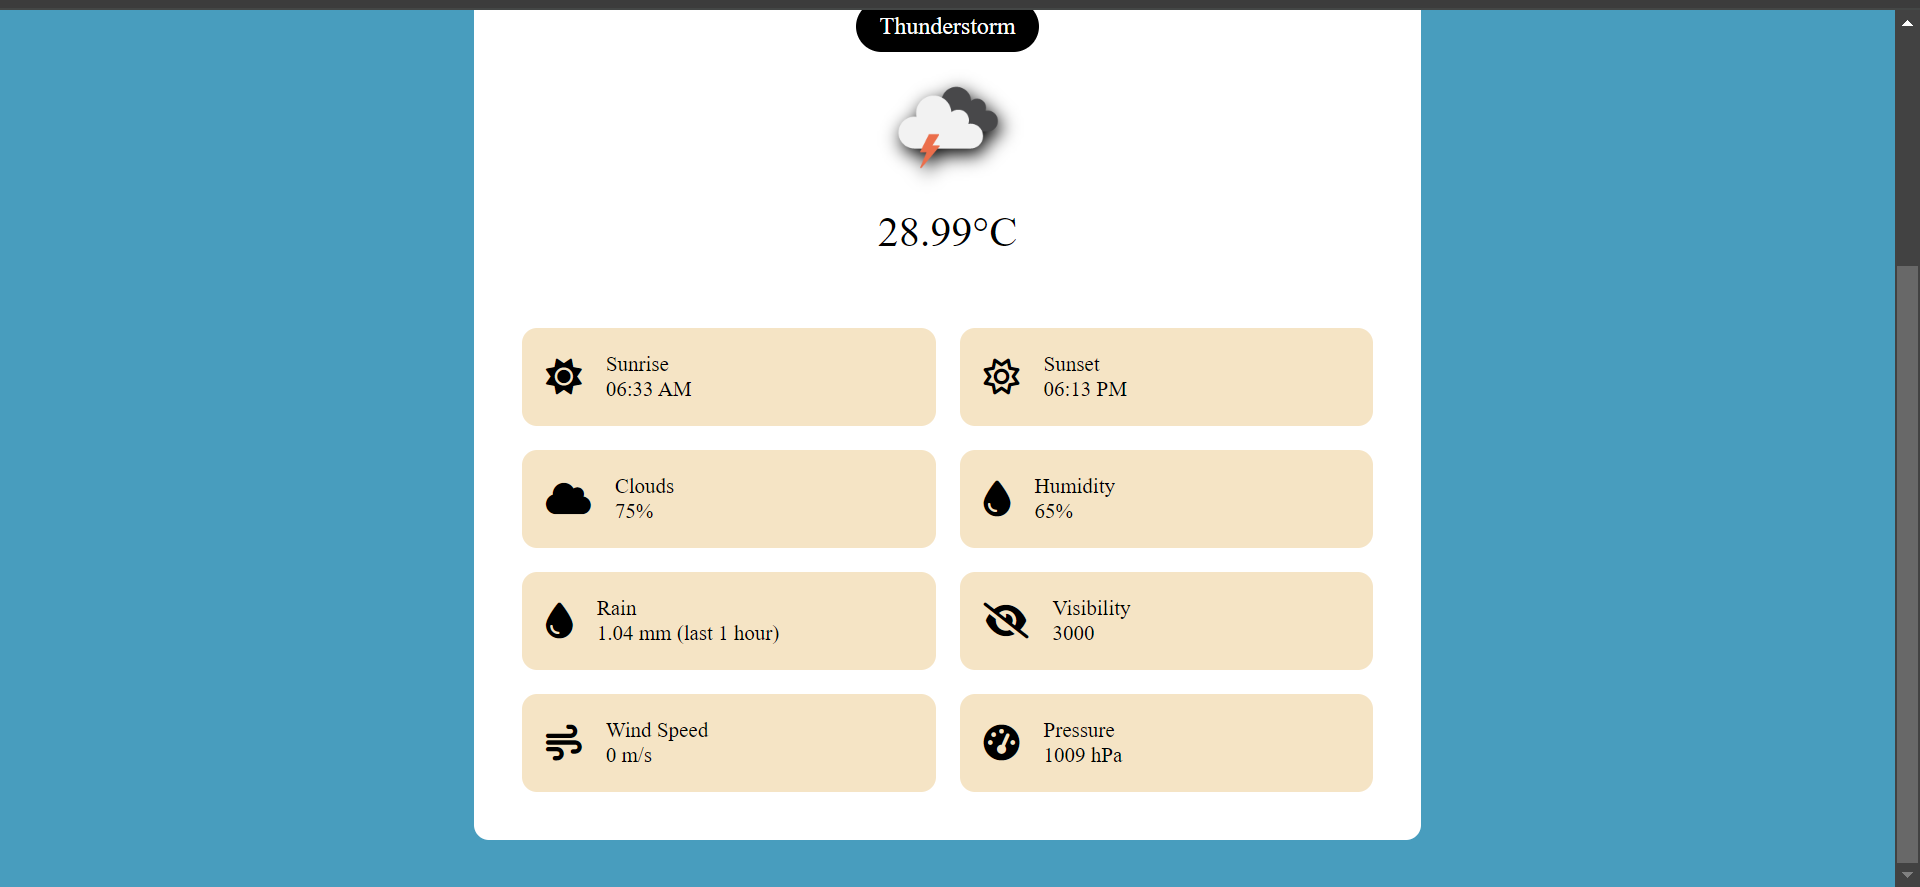 Thunderstorm
28.99°C
Sunrise
06:33 AM
Sunset
06:13 PM
Clouds
75%
Humidity
65%
Rain
1.04 mm (last 1 hour)
Visibility
3000
Wind Speed
0 m/s
Pressure
1009 hPa